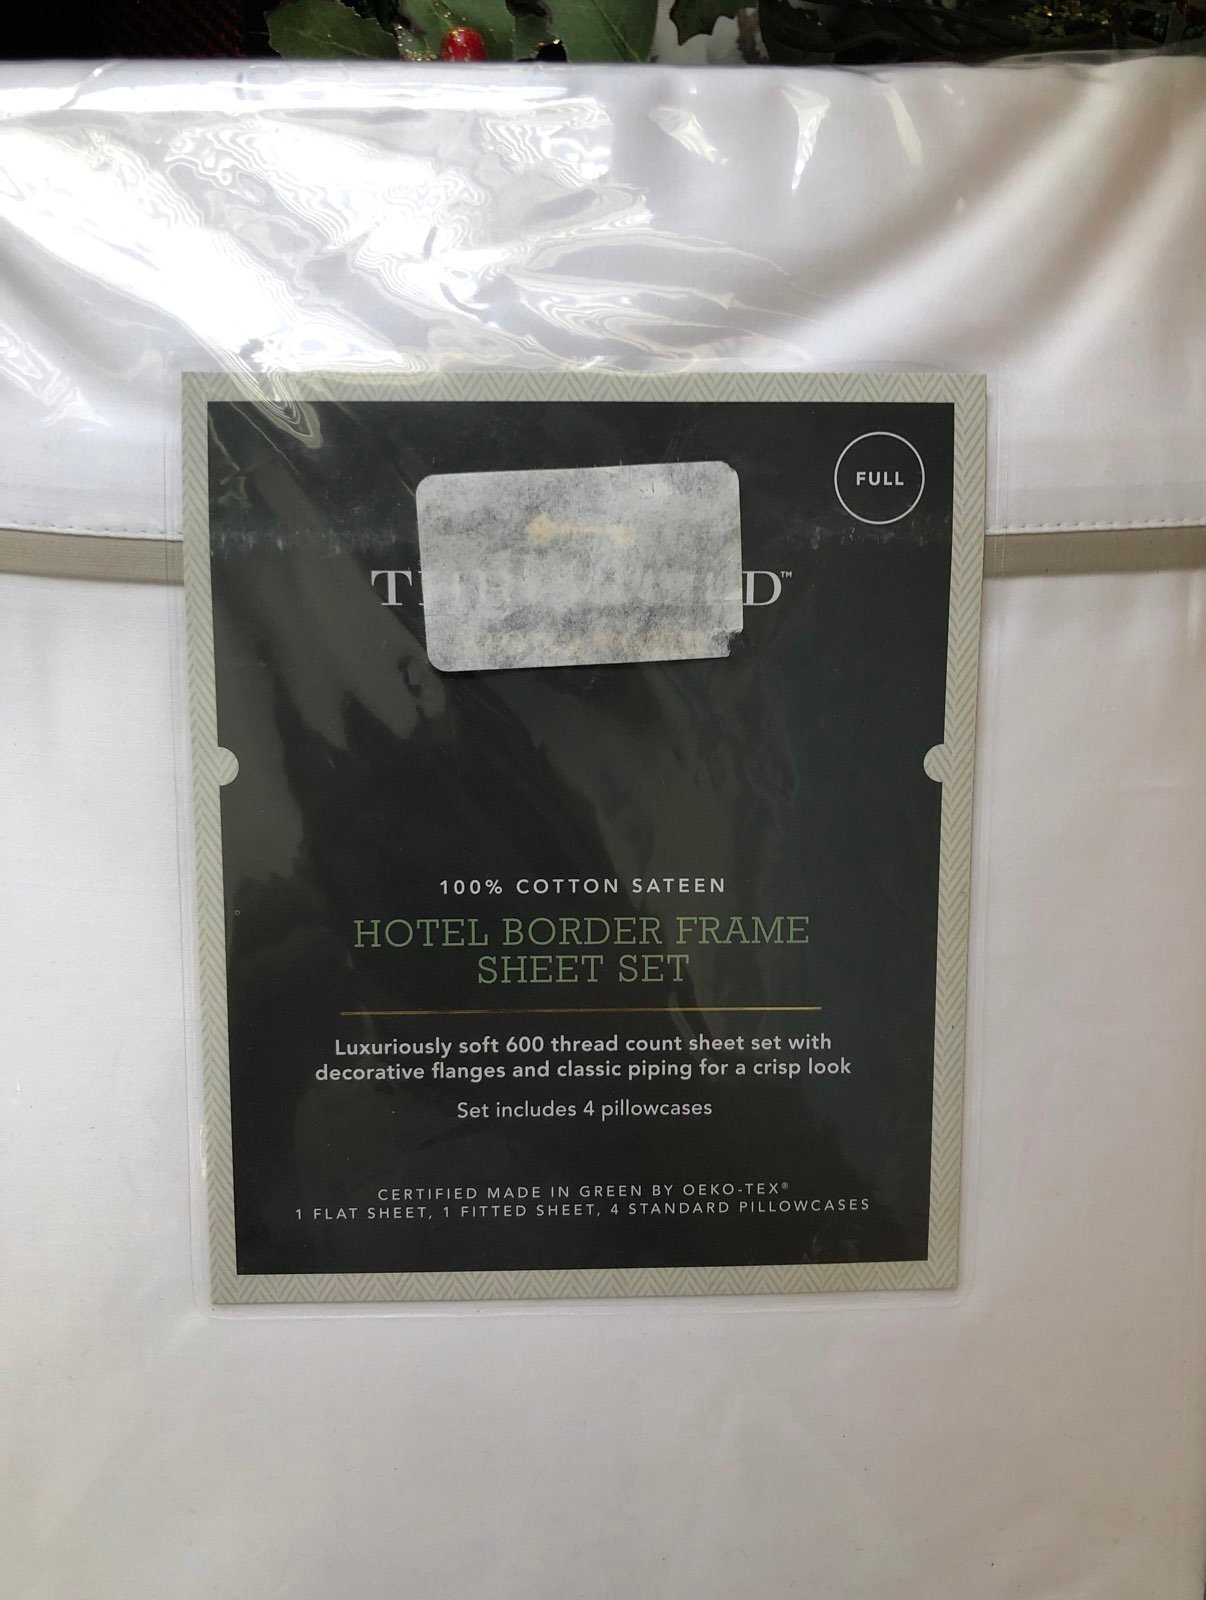 FULL
100% COTTON SATEEN
HOTEL BORDER FRAME
SHEET SET
Luxuriously soft 600 thread count sheet set with
decorative flanges and classic piping for a crisp look
Set includes 4 pillowcases
CERTIFIED MADE IN GREEN BY OEKO-TEX®
1 FLAT SHEET, 1 FITTED SHEET, 4 STANDARD PILLOWCASES